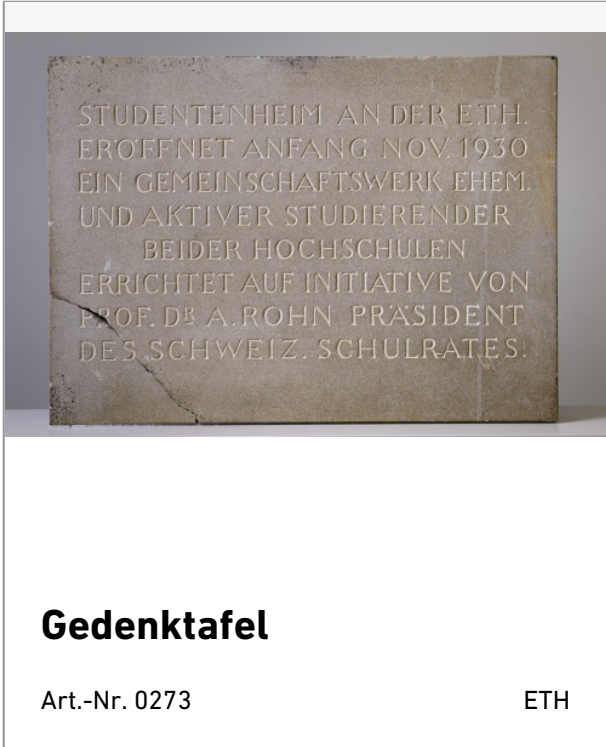 STUDENTENHEIM AN DER E.T.H.
ERÖFFNET ANFANG NOV. 1930
EIN GEMEINSCHAFTSWERK EHEM.
UND AKTIVER STUDIERENDER
BEIDER HOCHSCHULEN
ERRICHTET AUF INITIATIVE VON
PROF. DR A. ROHN PRÄSIDENT
DES SCHWEIZ. SCHULRATES.
Gedenktafel
Art.-Nr. 0273 ETH